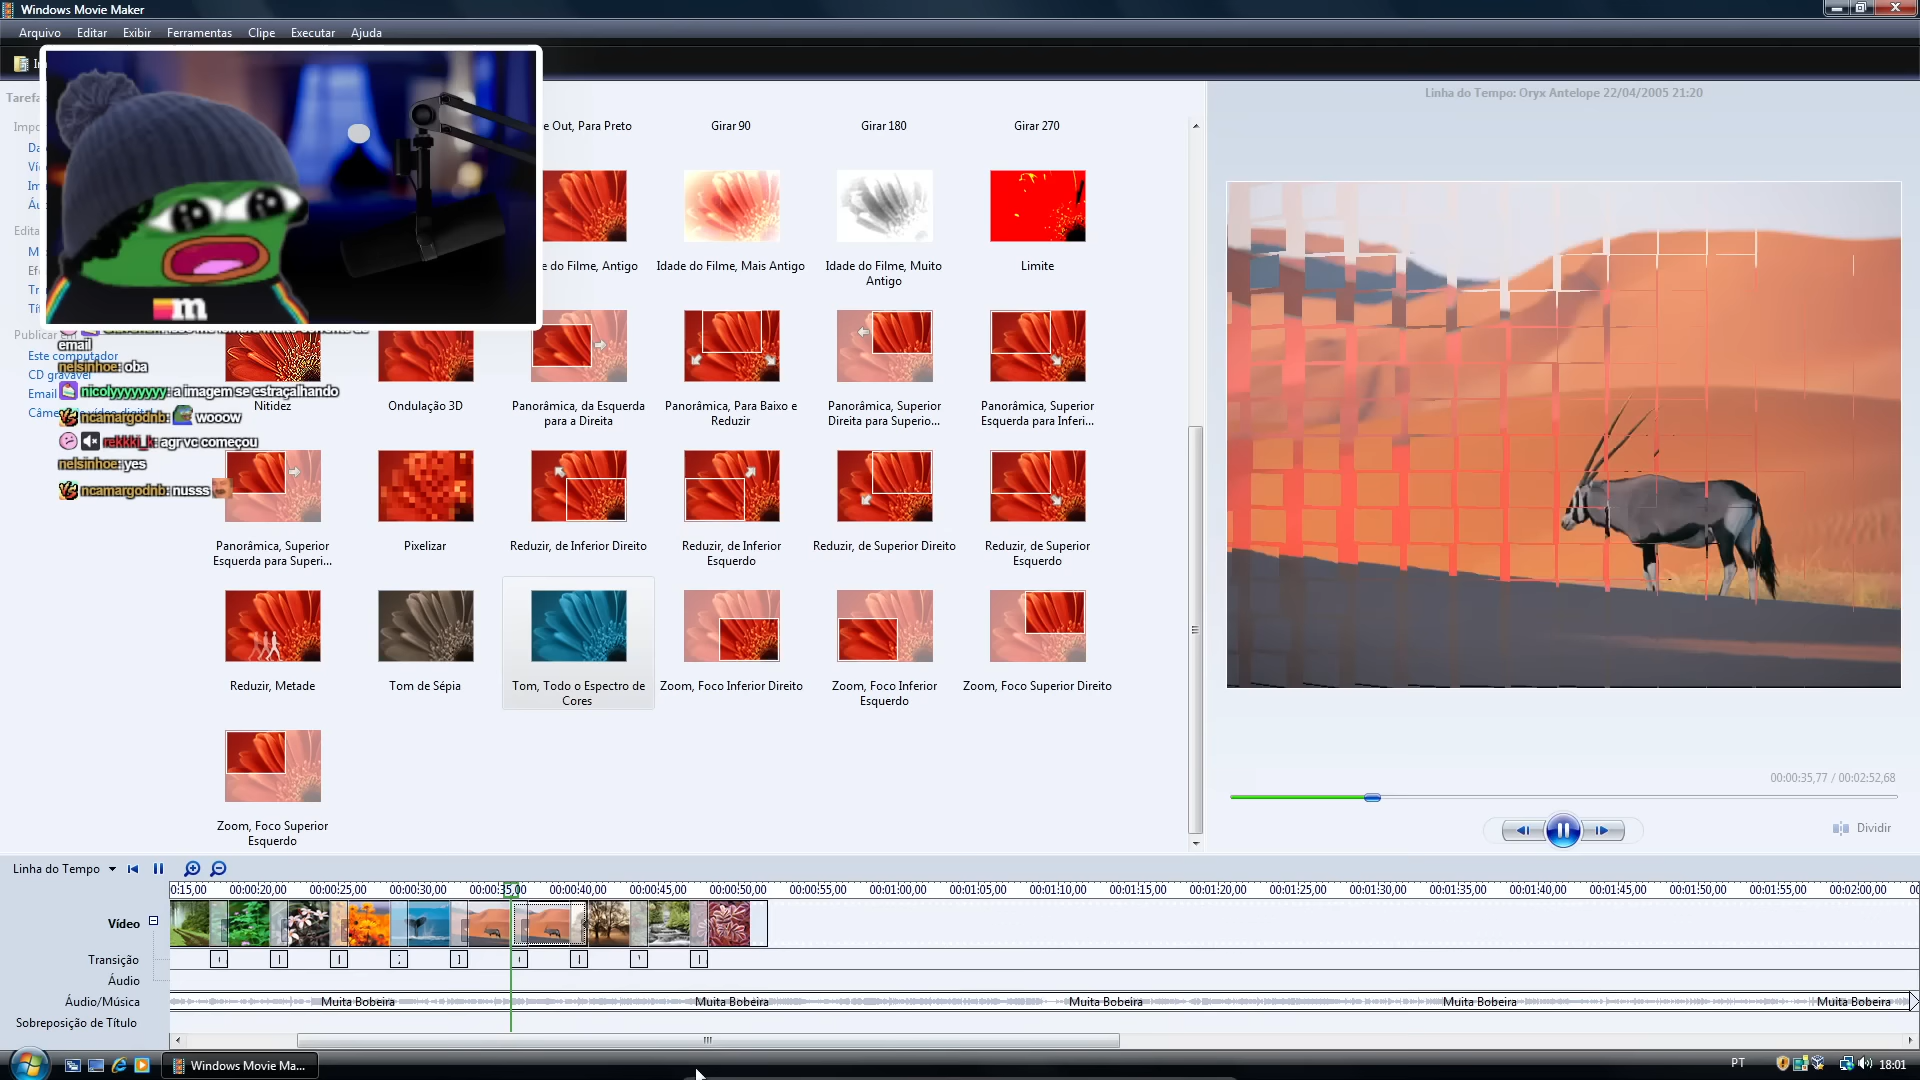 Windows Movie Maker
Arquivo Editar Exibir Ferramentas Clipe Executar Ajuda
Linha do Tempo: Oryx Antelope 22/04/2005 21:20
m
e Out, Para Preto
Girar 90
Girar 180
Girar 270
e do Filme, Antigo
Idade do Filme, Mais Antigo
Idade do Filme, Muito
Antigo
Limite
Publicar em
Este computador
CD gravável
Email
email
nelsinhoe: oba
nicolyyyyyyy: a imagem se estraçalhando
ncamargodnb: wooow
rekkki_k: agr vc começou
nelsinhoe: yes
ncamargodnb: nusss
Nitidez
Ondulação 3D
Panorâmica, da Esquerda
para a Direita
Panorâmica, Para Baixo e
Reduzir
Panorâmica, Superior
Direita para Superio...
Panorâmica, Superior
Esquerda para Inferi...
Panorâmica, Superior
Esquerda para Superi...
Pixelizar
Reduzir, de Inferior Direito
Reduzir, de Inferior
Esquerdo
Reduzir, de Superior Direito
Reduzir, de Superior
Esquerdo
Reduzir, Metade
Tom de Sépia
Tom, Todo o Espectro de
Cores
Zoom, Foco Inferior Direito
Zoom, Foco Inferior
Esquerdo
Zoom, Foco Superior Direito
Zoom, Foco Superior
Esquerdo
00:00:35,77 / 00:02:52,68
Dividir
Linha do Tempo
0:15,00 00:00:20,00 00:00:25,00 00:00:30,00 00:00:35,00 00:00:40,00 00:00:45,00 00:00:50,00 00:00:55,00 00:01:00,00 00:01:05,00 00:01:10,00 00:01:15,00 00:01:20,00 00:01:25,00 00:01:30,00 00:01:35,00 00:01:40,00 00:01:45,00 00:01:50,00 00:01:55,00 00:02:00,00
Vídeo
Transição
Áudio
Áudio/Música
Muita Bobeira Muita Bobeira Muita Bobeira Muita Bobeira Muita Bobeira
Sobreposição de Título
Windows Movie Ma...
PT
18:01